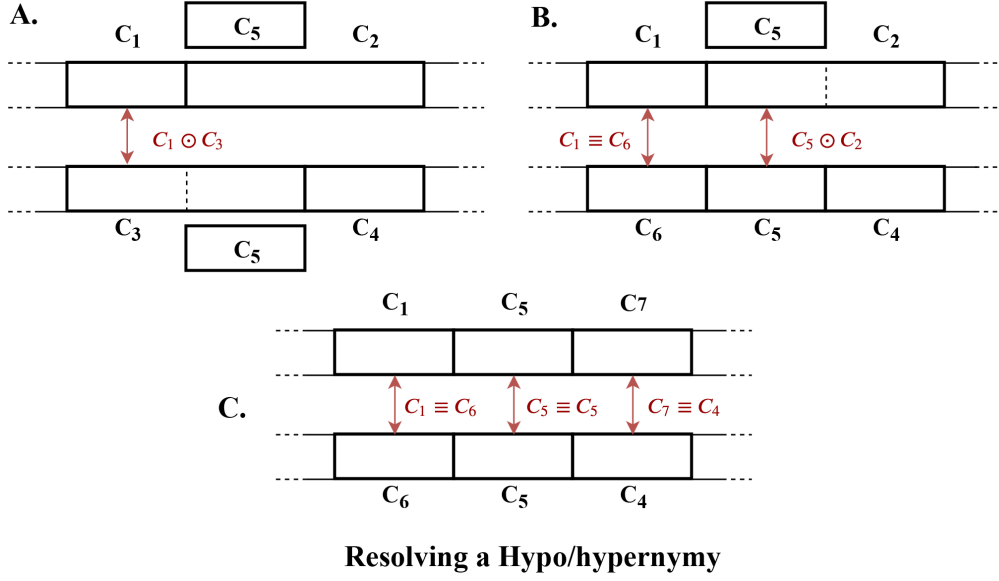 A.
C₁ C₅ C₂
C₁ ⊙ C₃
C₃ C₅ C₄
B.
C₁ C₅ C₂
C₁ ≡ C₆ C₅ ⊙ C₂
C₆ C₅ C₄
C₁ C₅ C7
C.
C₁ ≡ C₆ C₅ ≡ C₅ C₇ ≡ C₄
C₆ C₅ C₄
Resolving a Hypo/hypernymy